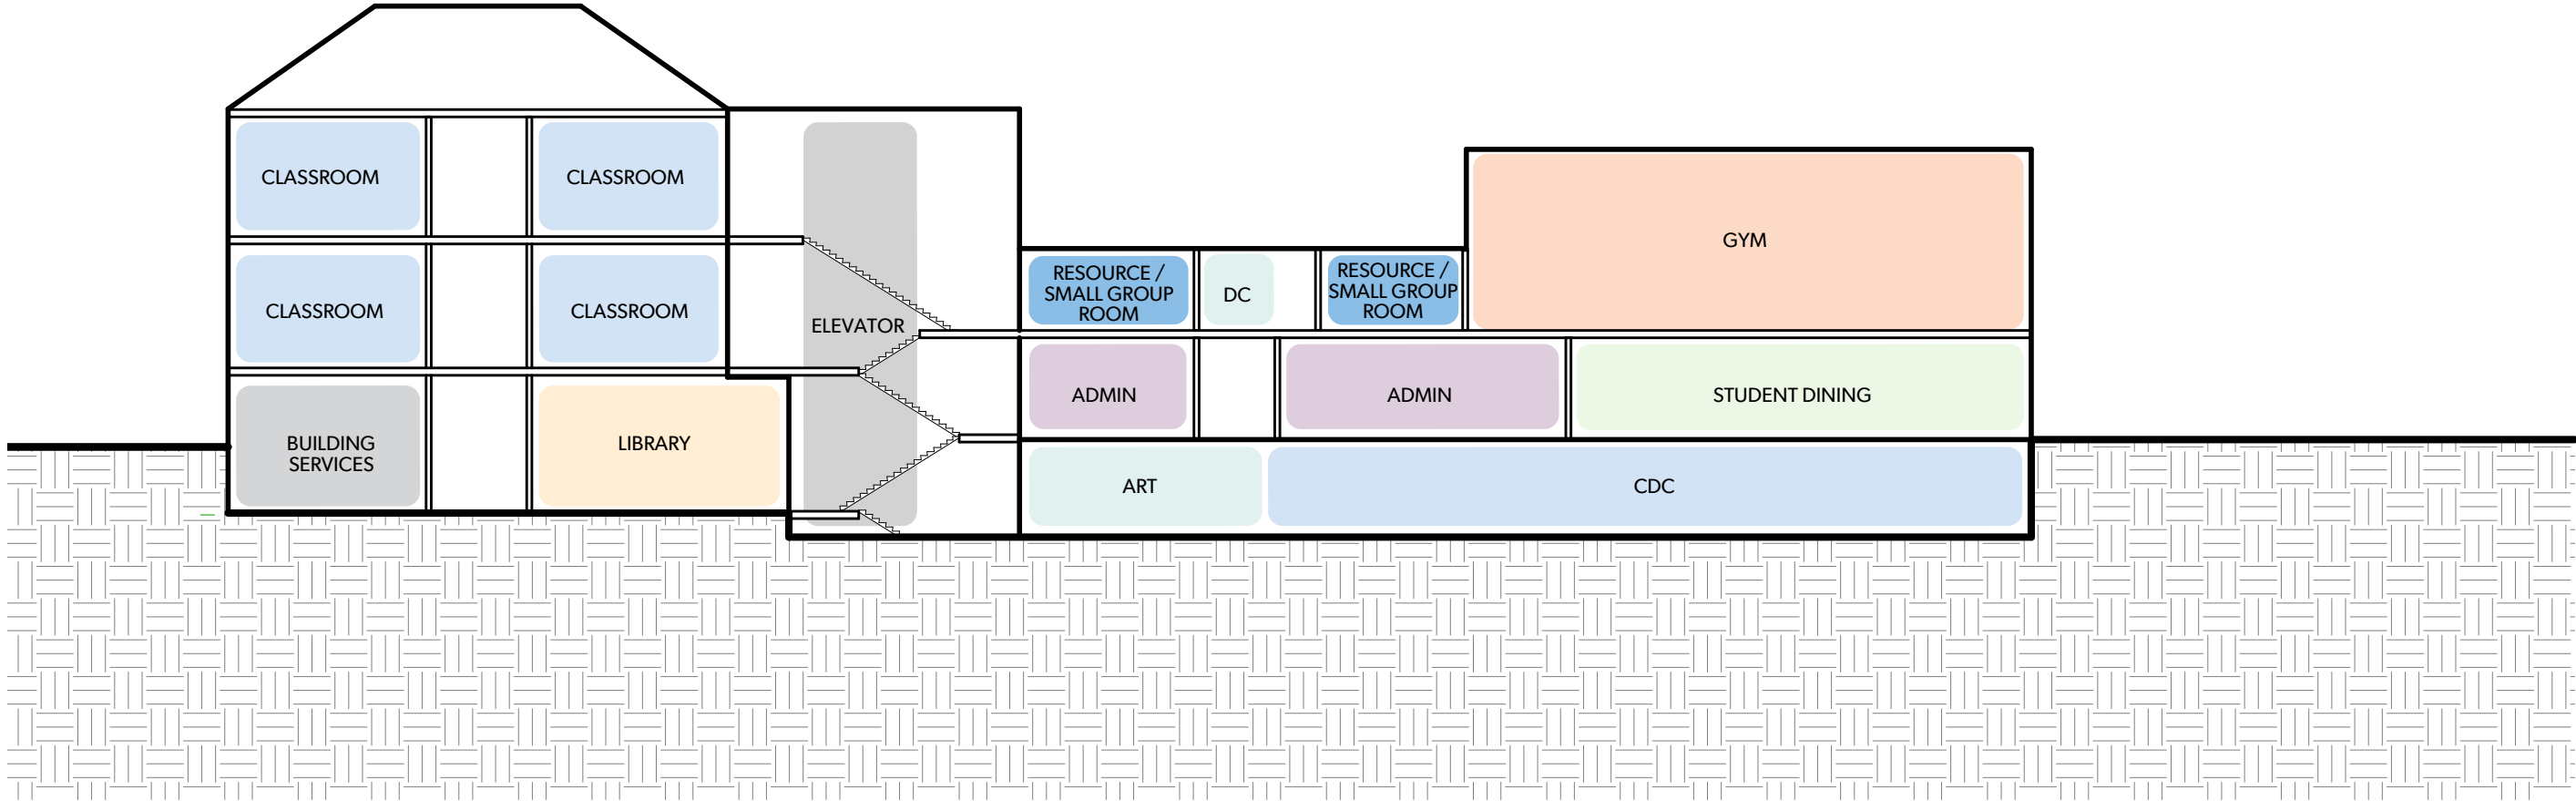 CLASSROOM
CLASSROOM
CLASSROOM
CLASSROOM
BUILDING
SERVICES
LIBRARY
ELEVATOR
RESOURCE /
SMALL GROUP
ROOM
DC
RESOURCE /
SMALL GROUP
ROOM
GYM
ADMIN
ADMIN
STUDENT DINING
ART
CDC